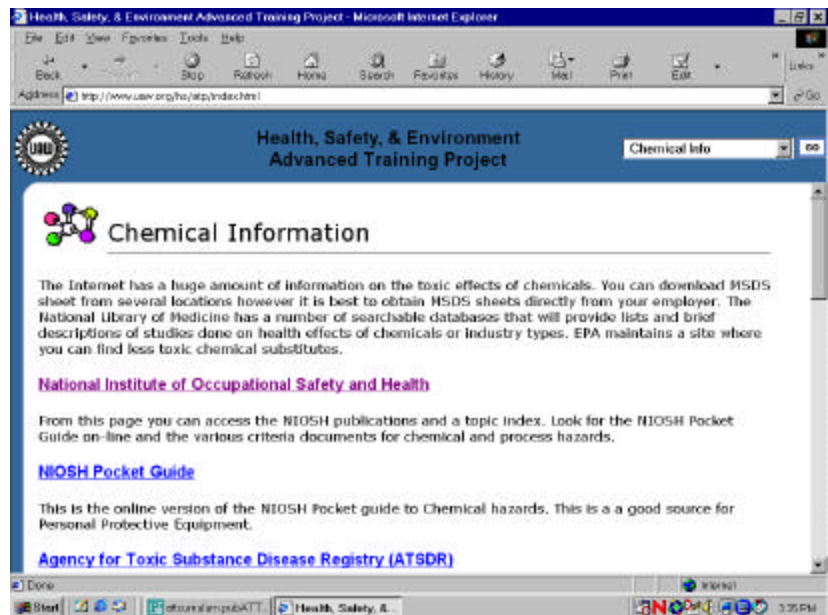 Health, Safety, & Environment Advanced Training Project - Microsoft Internet Explorer
File Edit View Favorites Tools Help
Back Stop Refresh Home Search Favorites History Mail Print Edit Links
Address http://www.uaw.org/hs/atp/index.html Go
UAW
Health, Safety, & Environment
Advanced Training Project
Chemical Info GO
Chemical Information
The Internet has a huge amount of information on the toxic effects of chemicals. You can download MSDS
sheet from several locations however it is best to obtain MSDS sheets directly from your employer. The
National Library of Medicine has a number of searchable databases that will provide lists and brief
descriptions of studies done on health effects of chemicals or industry types. EPA maintains a site where
you can find less toxic chemical substitutes.
National Institute of Occupational Safety and Health
From this page you can access the NIOSH publications and a topic index. Look for the NIOSH Pocket
Guide on-line and the various criteria documents for chemical and process hazards.
NIOSH Pocket Guide
This is the online version of the NIOSH Pocket guide to Chemical hazards. This is a a good source for
Personal Protective Equipment.
Agency for Toxic Substance Disease Registry (ATSDR)
Done Internet
Start Health, Safety, &... 3:35 PM